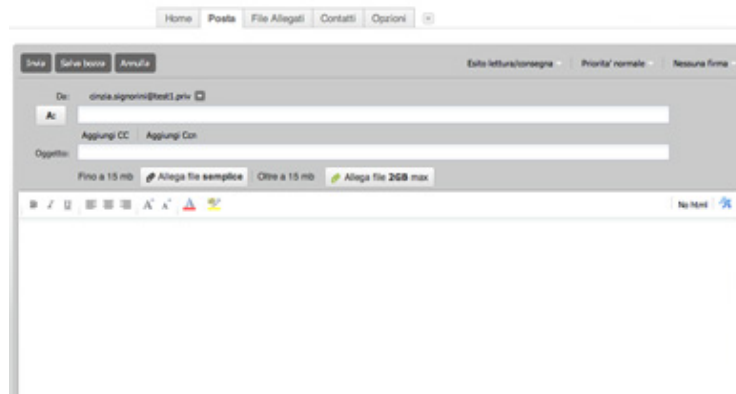 Home Posta File Allegati Contatti Opzioni
Invia Salva bozza Annulla Esito lettura/consegna Priorita' normale Nessuna firma
Da: cinzia.signorini@test1.priv
A:
Aggiungi CC Aggiungi Ccn
Oggetto:
Fino a 15 mb Allega file semplice Oltre a 15 mb Allega file 2GB max
B I U A A A No html